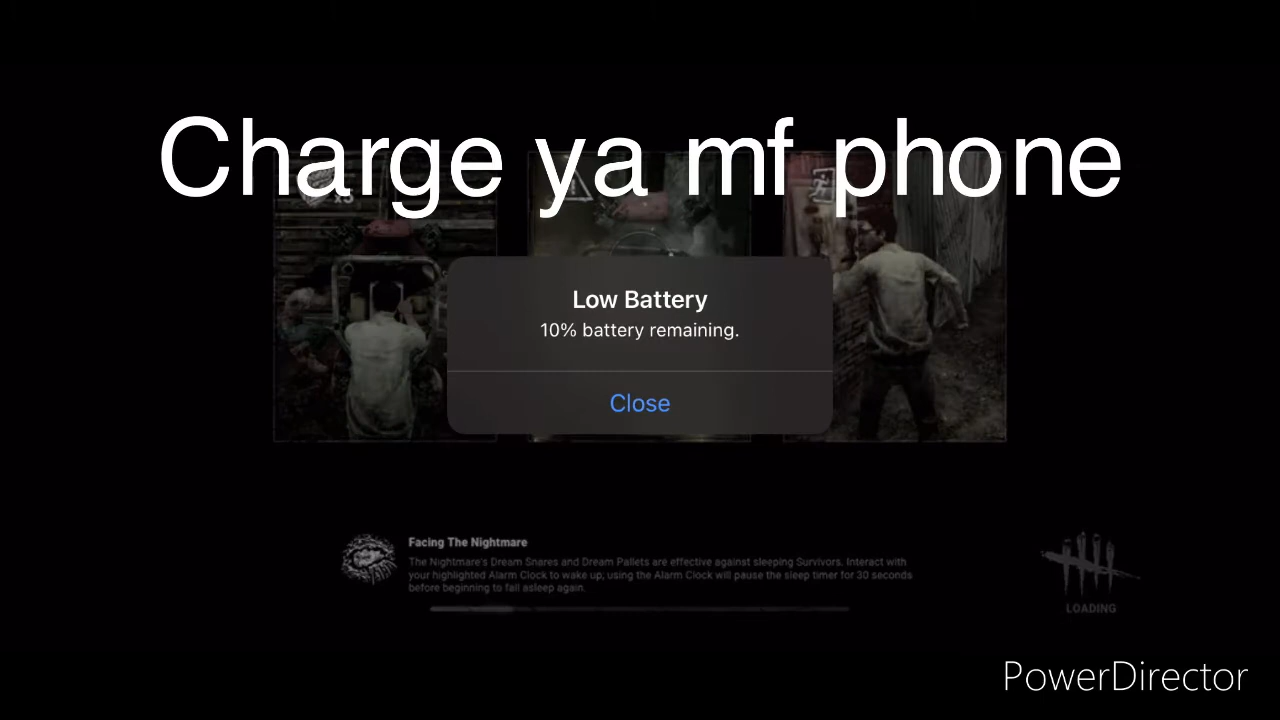 Charge ya mf phone
x3
Low Battery
10% battery remaining.
Close
Facing The Nightmare
The Nightmare's Dream Snares and Dream Pallets are effective against sleeping Survivors. Interact with
your highlighted Alarm Clock to wake up; using the Alarm Clock will pause the sleep timer for 30 seconds
before beginning to fall asleep again.
LOADING
PowerDirector